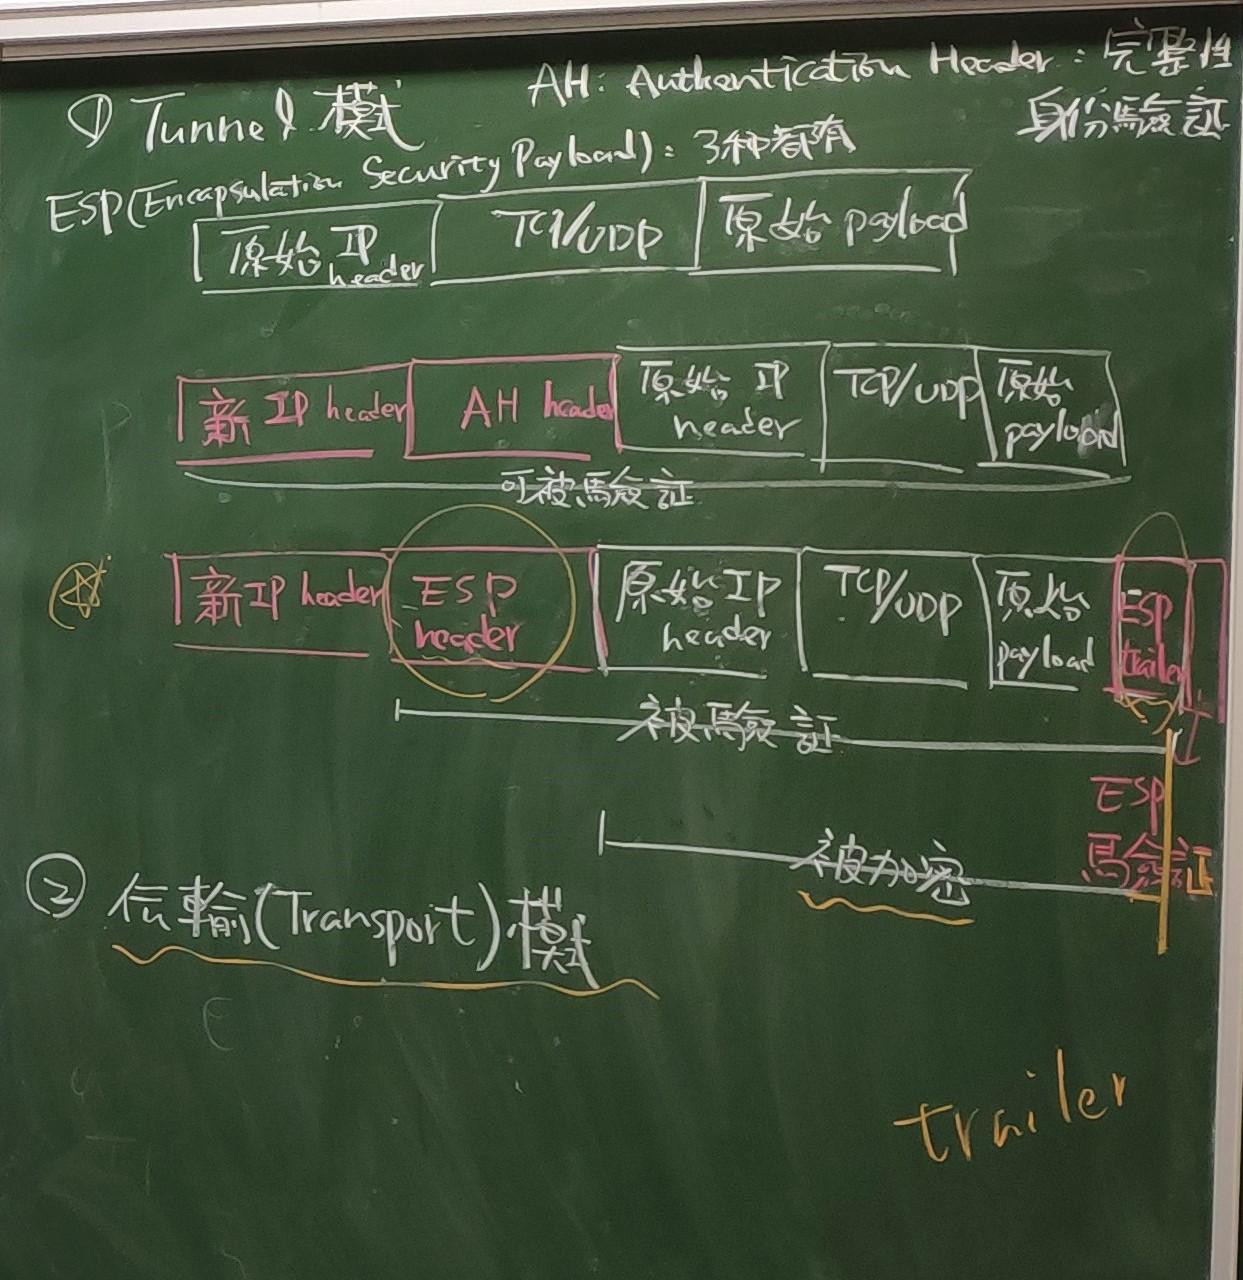 ① Tunnel 模式
AH: Authentication Header: 完整性
身份驗証
ESP(Encapsulation Security Payload): 3种都有
原始 IP header
TCP/UDP
原始 payload
新 IP header
AH header
原始 IP header
TCP/UDP
原始 payload
可被驗証
新 IP header
ESP header
原始 IP header
TCP/UDP
原始 payload
ESP trailer
被驗証
ESP
驗証
被加密
② 伝輸(Transport)模式
trailer